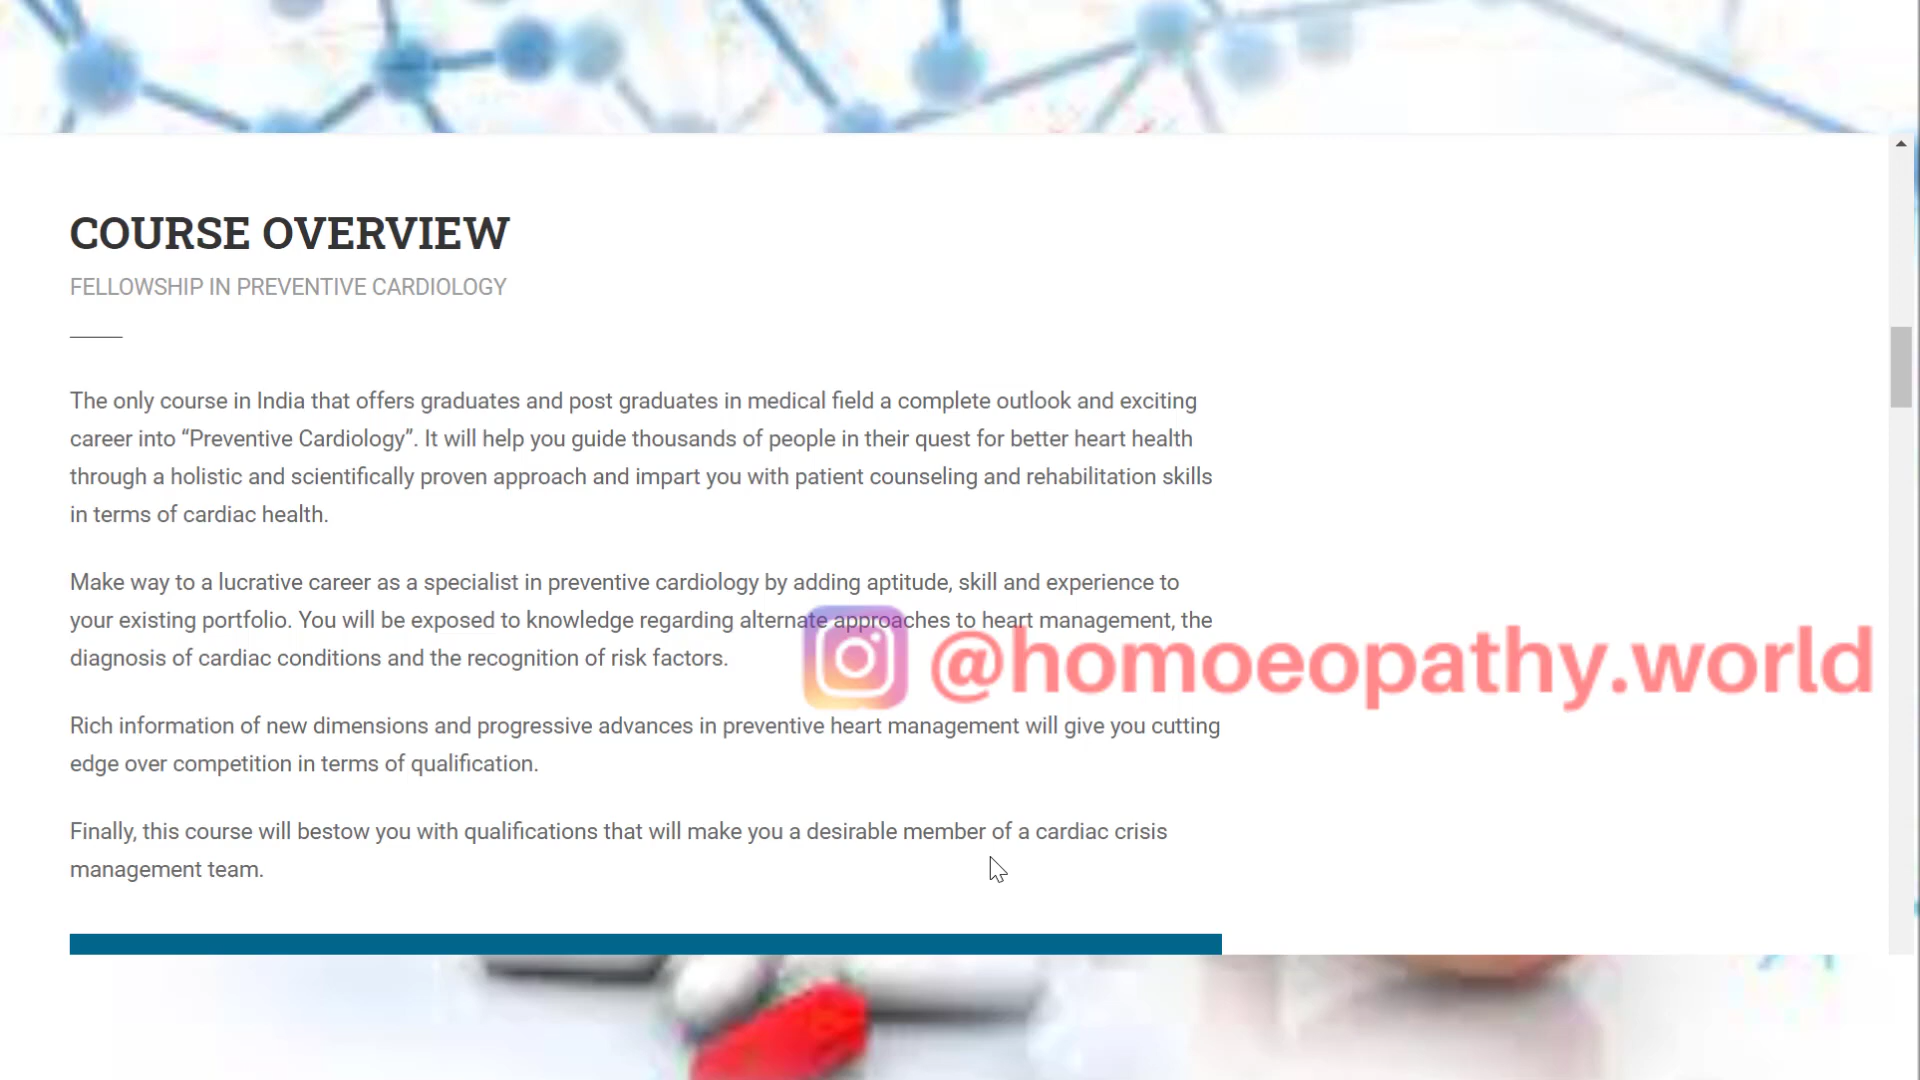 COURSE OVERVIEW
FELLOWSHIP IN PREVENTIVE CARDIOLOGY
The only course in India that offers graduates and post graduates in medical field a complete outlook and exciting
career into “Preventive Cardiology”. It will help you guide thousands of people in their quest for better heart health
through a holistic and scientifically proven approach and impart you with patient counseling and rehabilitation skills
in terms of cardiac health.
Make way to a lucrative career as a specialist in preventive cardiology by adding aptitude, skill and experience to
your existing portfolio. You will be exposed to knowledge regarding alternate approaches to heart management, the
diagnosis of cardiac conditions and the recognition of risk factors.
@homoeopathy.world
Rich information of new dimensions and progressive advances in preventive heart management will give you cutting
edge over competition in terms of qualification.
Finally, this course will bestow you with qualifications that will make you a desirable member of a cardiac crisis
management team.